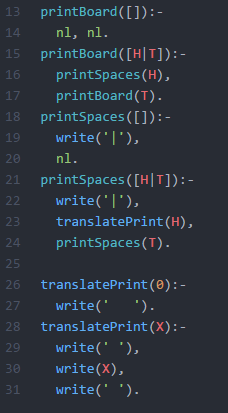 13 printBoard([]):-
14   nl, nl.
15 printBoard([H|T]):-
16   printSpaces(H),
17   printBoard(T).
18 printSpaces([]):-
19   write('|'),
20   nl.
21 printSpaces([H|T]):-
22   write('|'),
23   translatePrint(H),
24   printSpaces(T).
25
26 translatePrint(0):-
27   write('   ').
28 translatePrint(X):-
29   write(' '),
30   write(X),
31   write(' ').